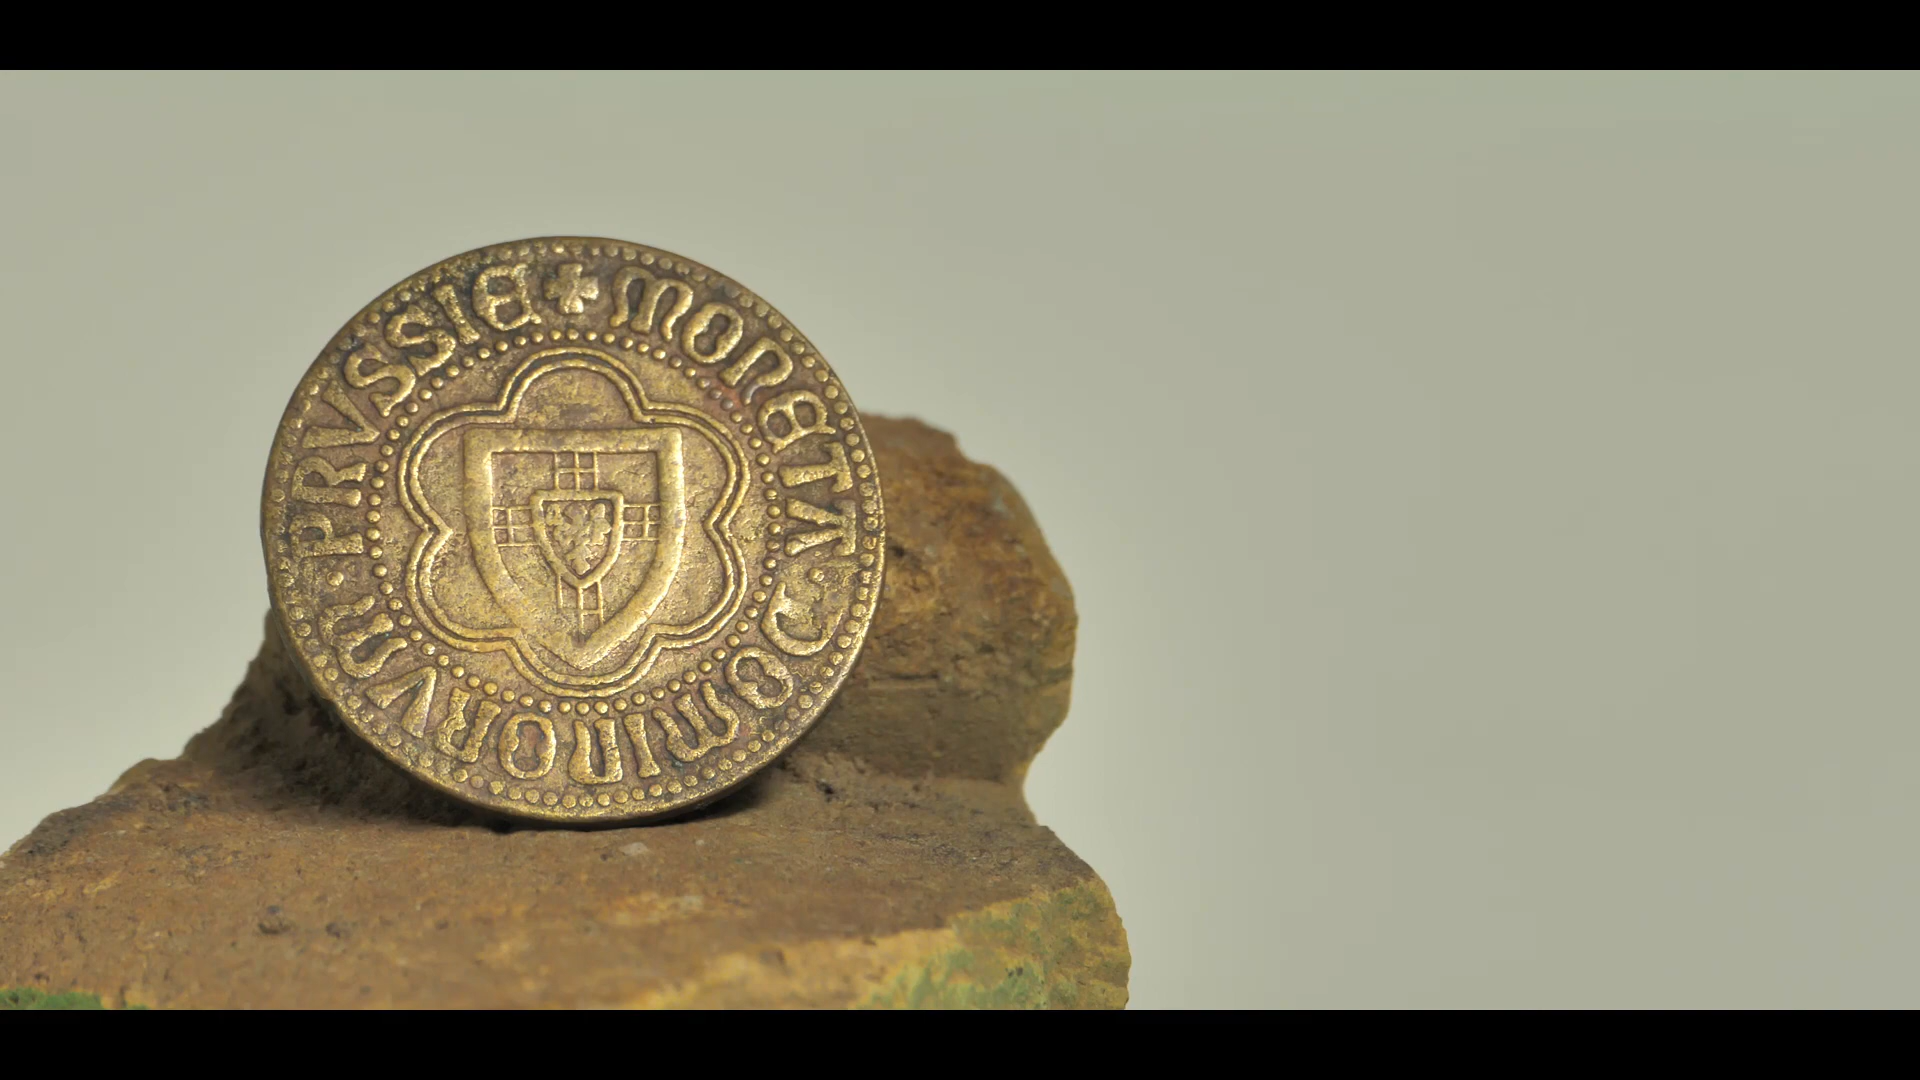 ✤ MONETA · DOMINORVM · PRVSSIE